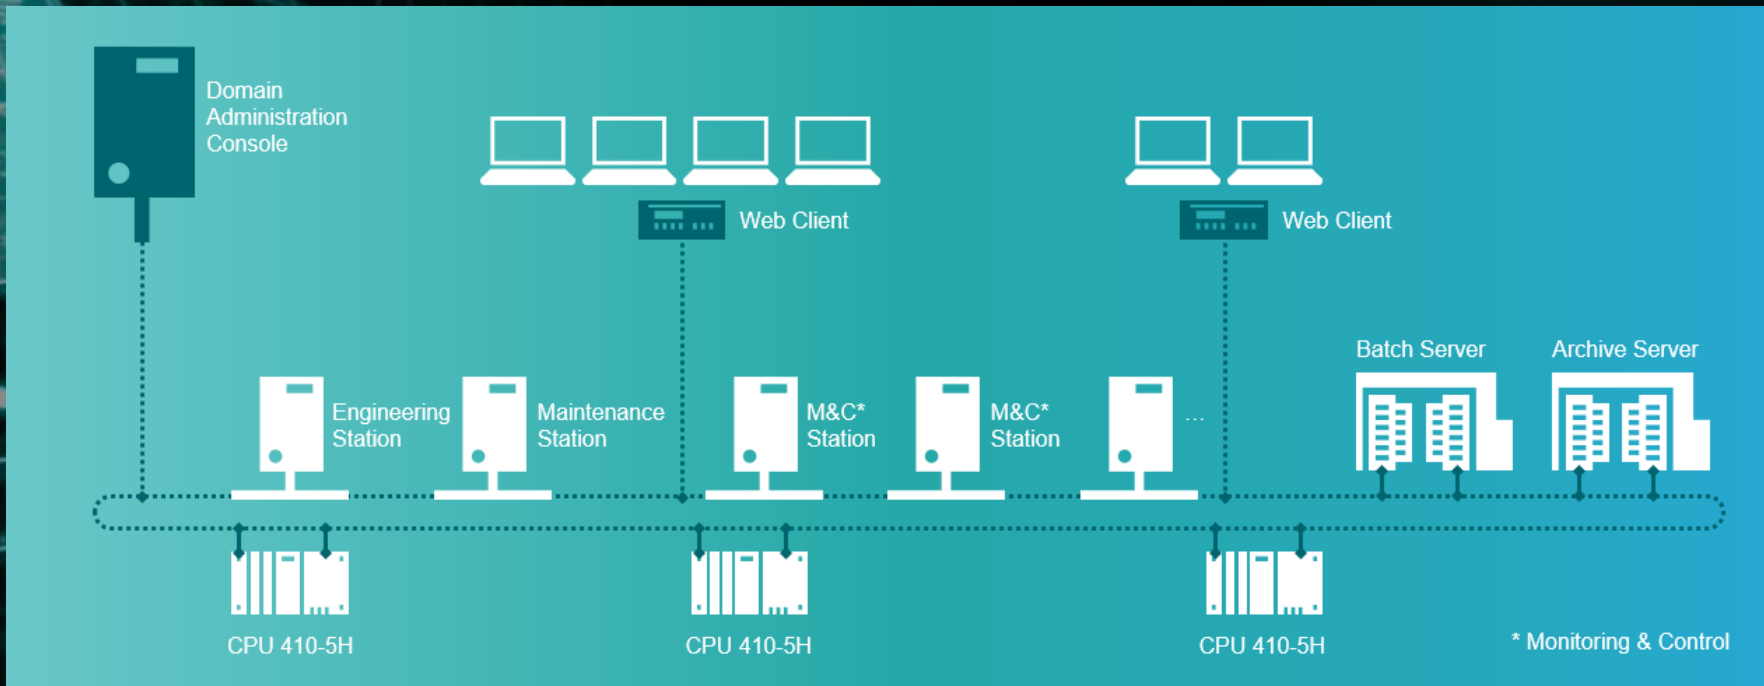 Domain
Administration
Console
Web Client
Web Client
Batch Server
Archive Server
Engineering
Station
Maintenance
Station
M&C*
Station
M&C*
Station
...
CPU 410-5H
CPU 410-5H
CPU 410-5H
* Monitoring & Control